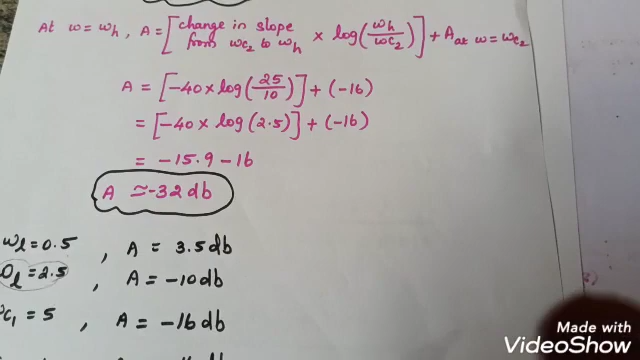 At ω = ωh, A = [change in slope from ωc2 to ωh × log(ωh/ωc2)] + A at ω = ωc2
A = [-40 × log(25/10)] + (-16)
= [-40 × log(2.5)] + (-16)
= -15.9 - 16
A ≃ -32 db
ωl = 0.5 , A = 3.5 db
ωl = 2.5 , A = -10 db
ωc1 = 5 , A = -16 db
3)
Made with
VideoShow